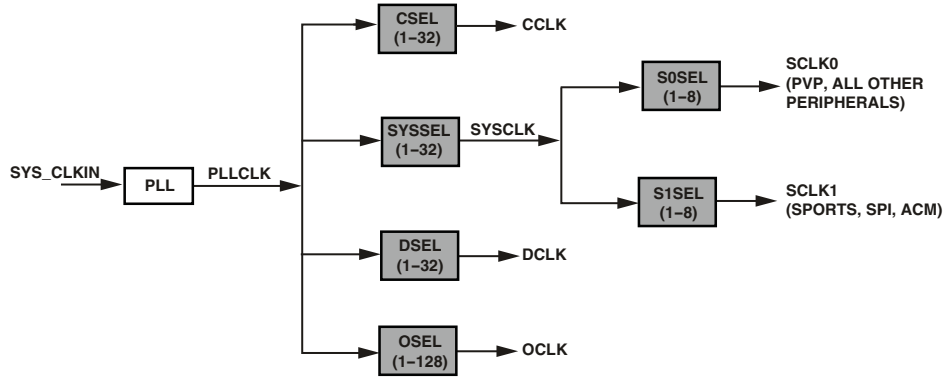 SYS_CLKIN
PLL
PLLCLK
CSEL
(1–32)
CCLK
SYSSEL
(1–32)
SYSCLK
S0SEL
(1–8)
SCLK0
(PVP, ALL OTHER
PERIPHERALS)
S1SEL
(1–8)
SCLK1
(SPORTS, SPI, ACM)
DSEL
(1–32)
DCLK
OSEL
(1–128)
OCLK